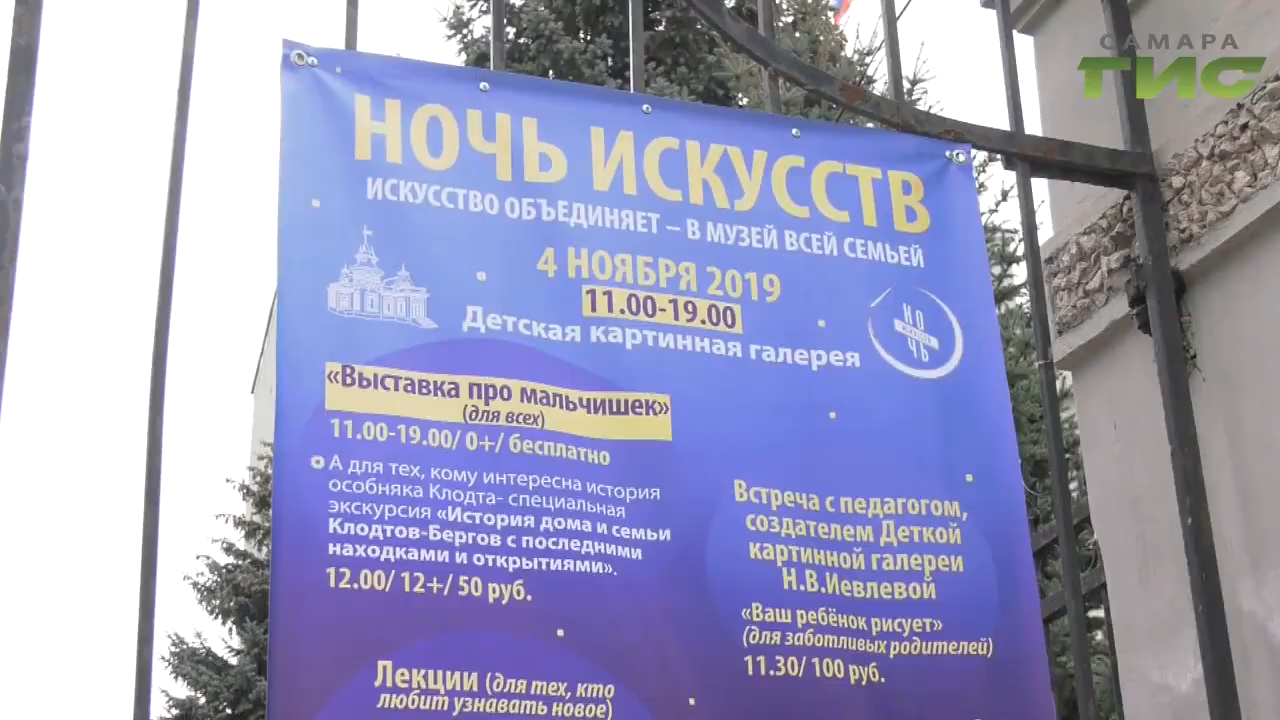 САМАРА
ГИС
НОЧЬ ИСКУССТВ
ИСКУССТВО ОБЪЕДИНЯЕТ – В МУЗЕЙ ВСЕЙ СЕМЬЕЙ
4 НОЯБРЯ 2019
11.00-19.00
Детская картинная галерея
НО
ЧЬ
«Выставка про мальчишек»
(для всех)
11.00-19.00/ 0+/ бесплатно
А для тех, кому интересна история
особняка Клодта- специальная
экскурсия «История дома и семьи
Клодтов-Бергов с последними
находками и открытиями».
12.00/ 12+/ 50 руб.
Лекции (для тех, кто
любит узнавать новое)
Встреча с педагогом,
создателем Деткой
картинной галереи
Н.В.Иевлевой
«Ваш ребёнок рисует»
(для заботливых родителей)
11.30/ 100 руб.